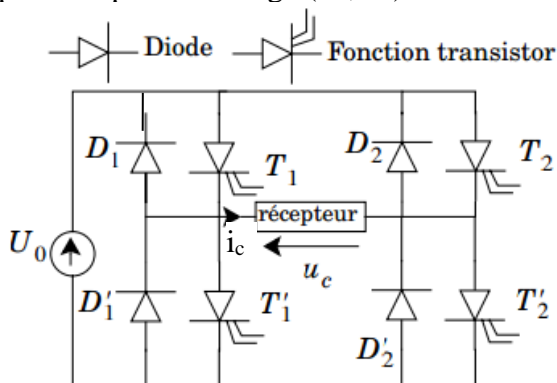 Diode
Fonction transistor
D1 T1 D2 T2
récepteur
ic
U0
uc
D'1 T'1 D'2 T'2